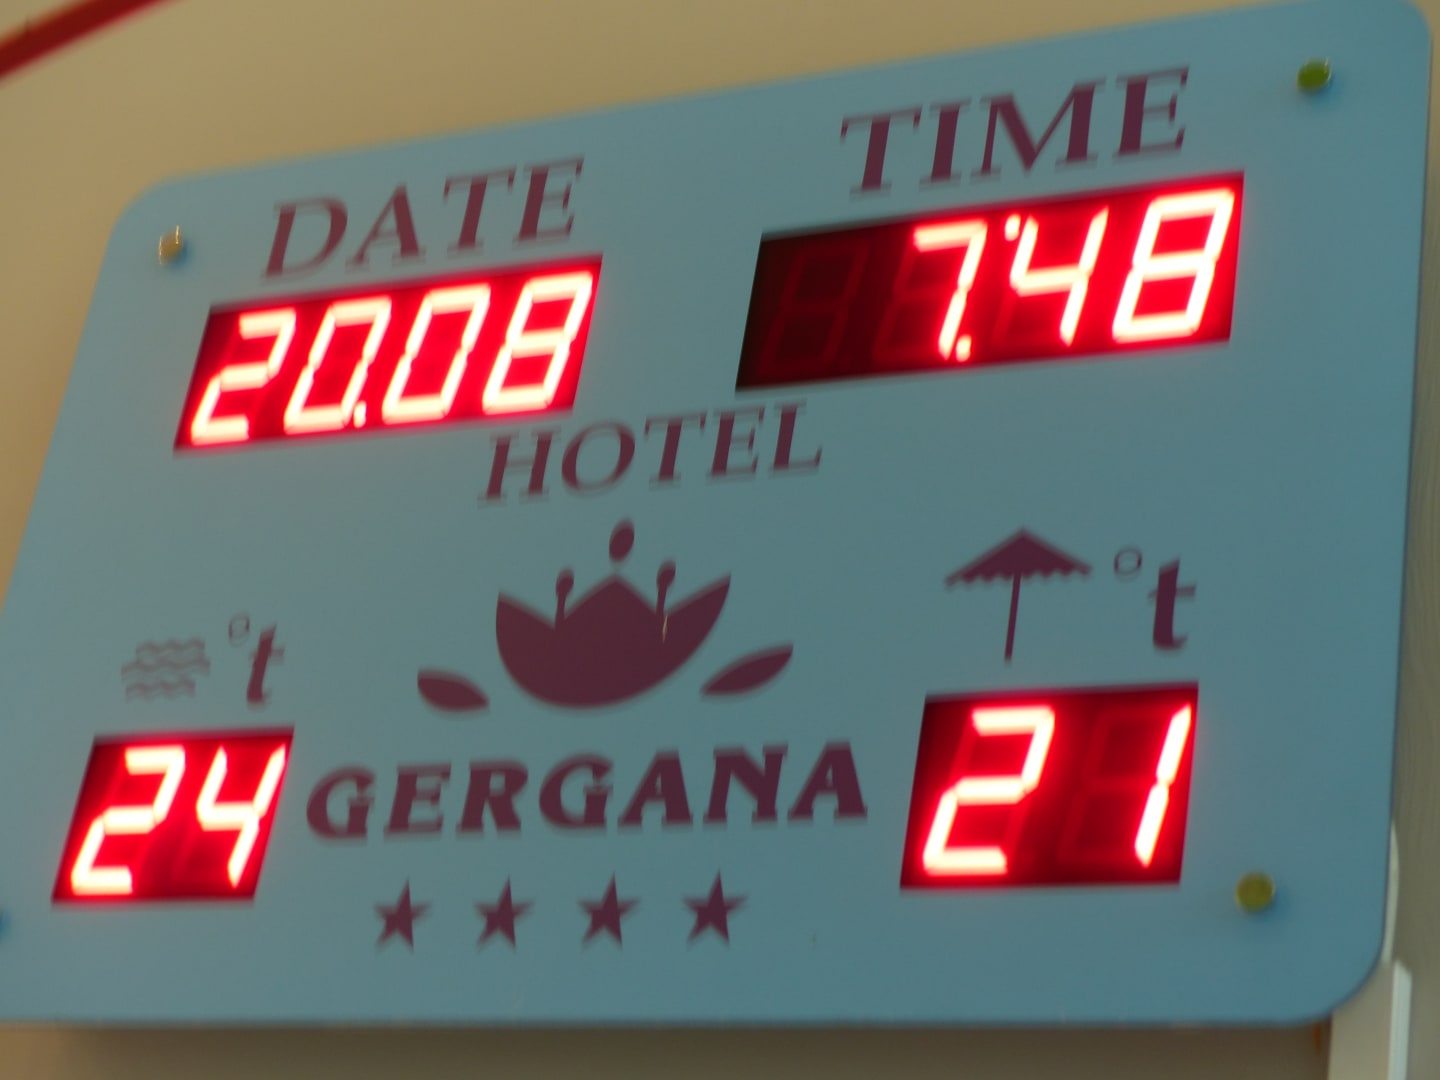 DATE TIME
20.08 7:48
HOTEL
°t °t
24 21
GERGANA